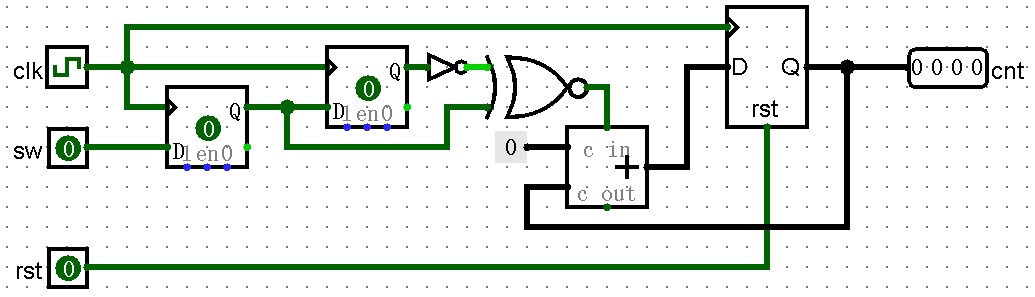 clk
Q
0
D 1 en 0
Q
0
D 1 en 0
sw 0
0
c in
+
c out
D Q
rst
0 0 0 0 cnt
rst 0